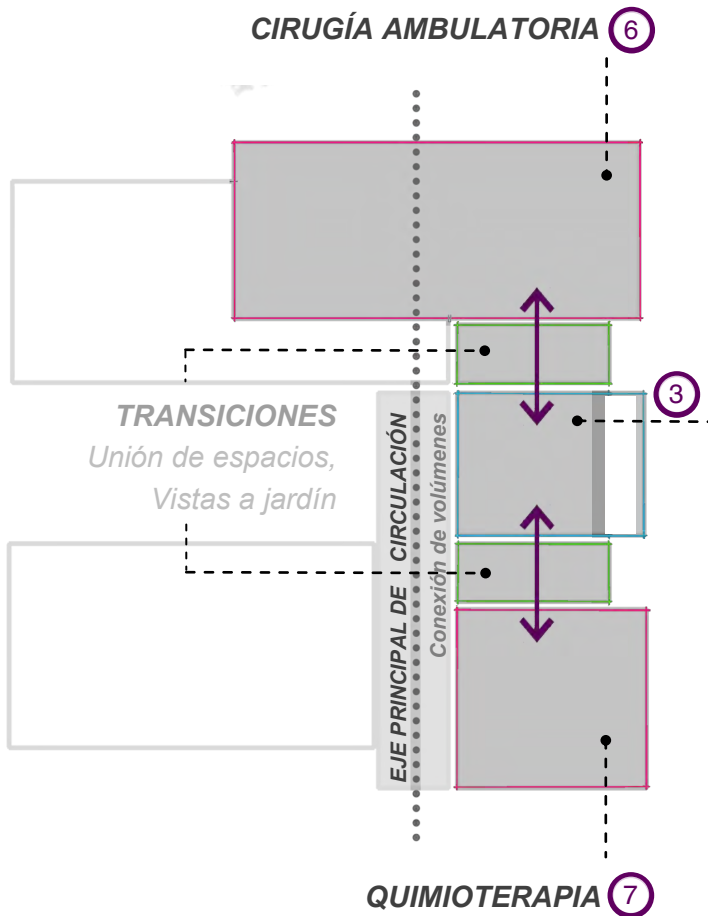 CIRUGÍA AMBULATORIA 6
3
TRANSICIONES
Unión de espacios,
Vistas a jardín
EJE PRINCIPAL DE CIRCULACIÓN
Conexión de volúmenes
QUIMIOTERAPIA 7